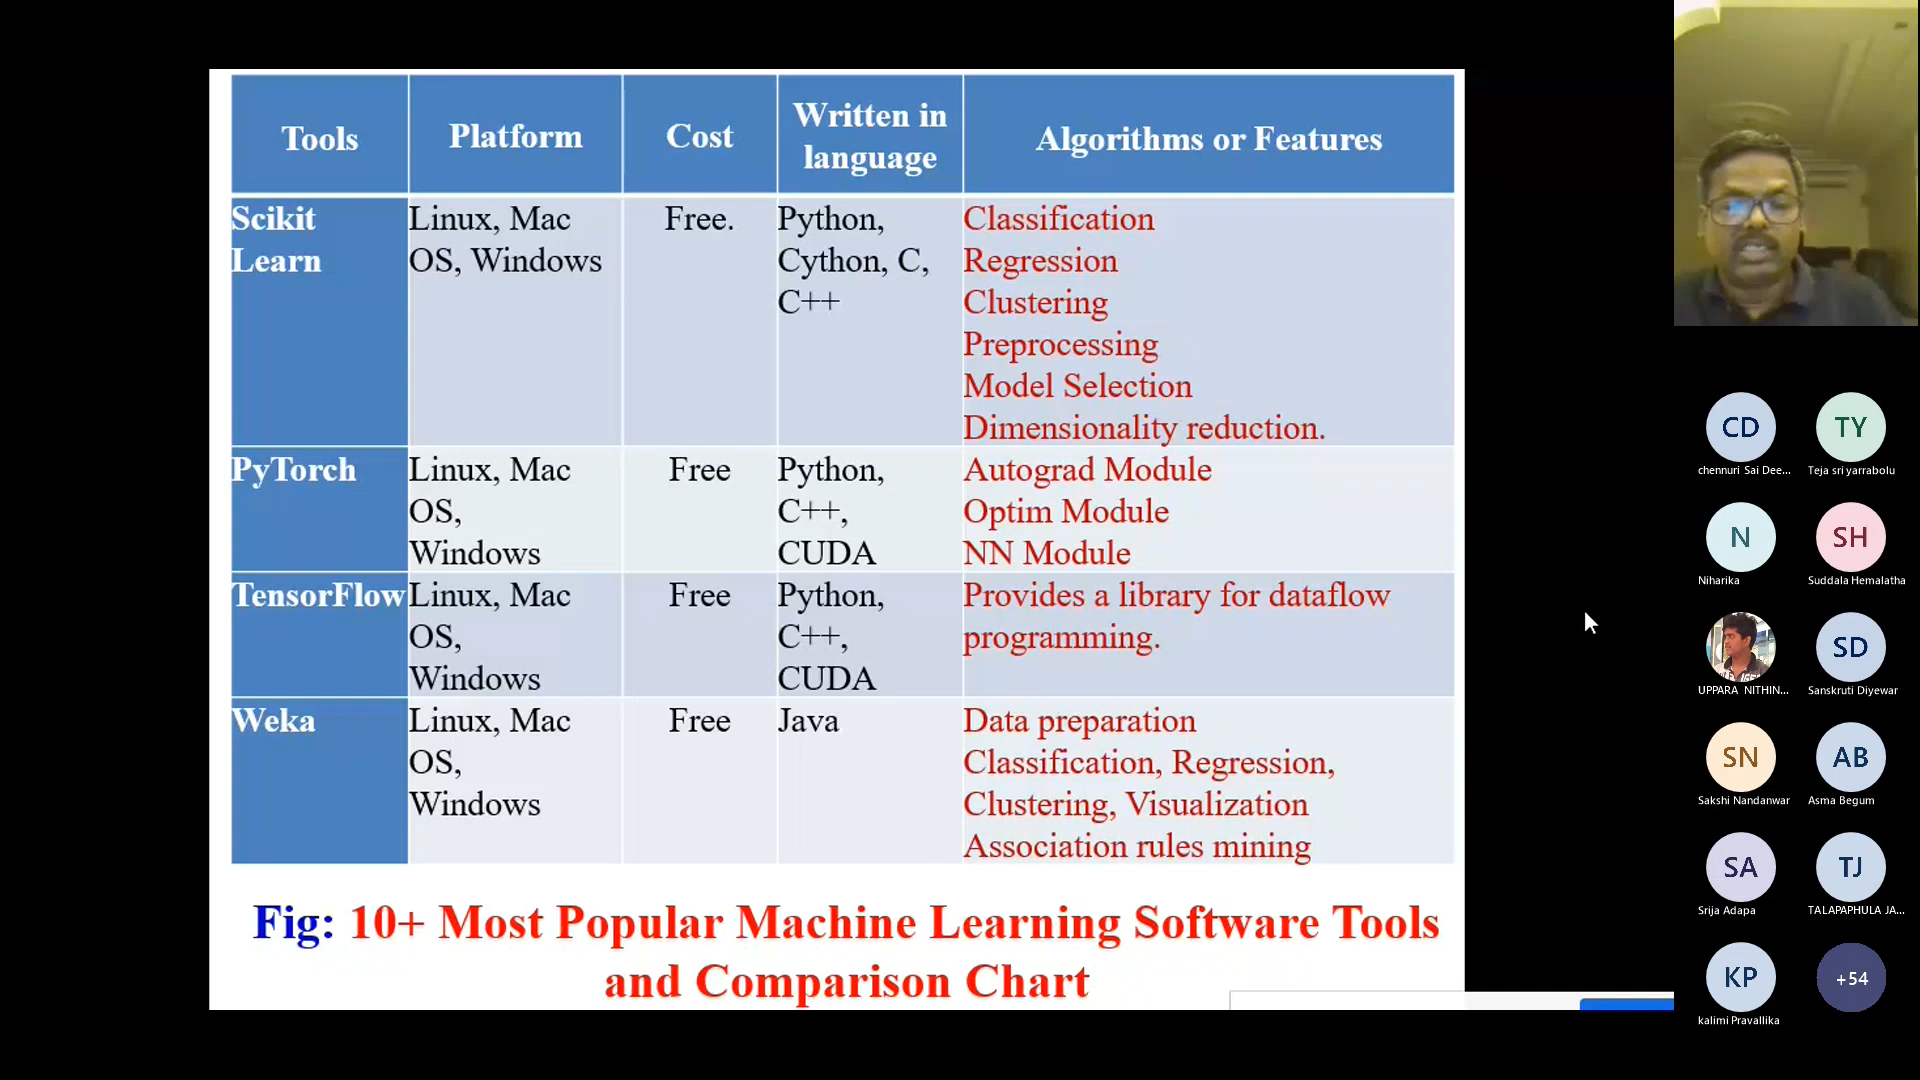 Tools Platform Cost Written in language Algorithms or Features
Scikit Learn
Linux, Mac OS, Windows
Free.
Python, Cython, C, C++
Classification
Regression
Clustering
Preprocessing
Model Selection
Dimensionality reduction.
PyTorch
Linux, Mac OS, Windows
Free
Python, C++, CUDA
Autograd Module
Optim Module
NN Module
TensorFlow
Linux, Mac OS, Windows
Free
Python, C++, CUDA
Provides a library for dataflow
programming.
Weka
Linux, Mac OS, Windows
Free
Java
Data preparation
Classification, Regression,
Clustering, Visualization
Association rules mining
Fig: 10+ Most Popular Machine Learning Software Tools
and Comparison Chart
CD TY
chennuri Sai Dee... Teja sri yarrabolu
N SH
Niharika Suddala Hemalatha
SD
UPPARA NITHIN... Sanskruti Diyewar
SN AB
Sakshi Nandanwar Asma Begum
SA TJ
Srija Adapa TALAPAPHULA JA...
KP +54
kalimi Pravallika